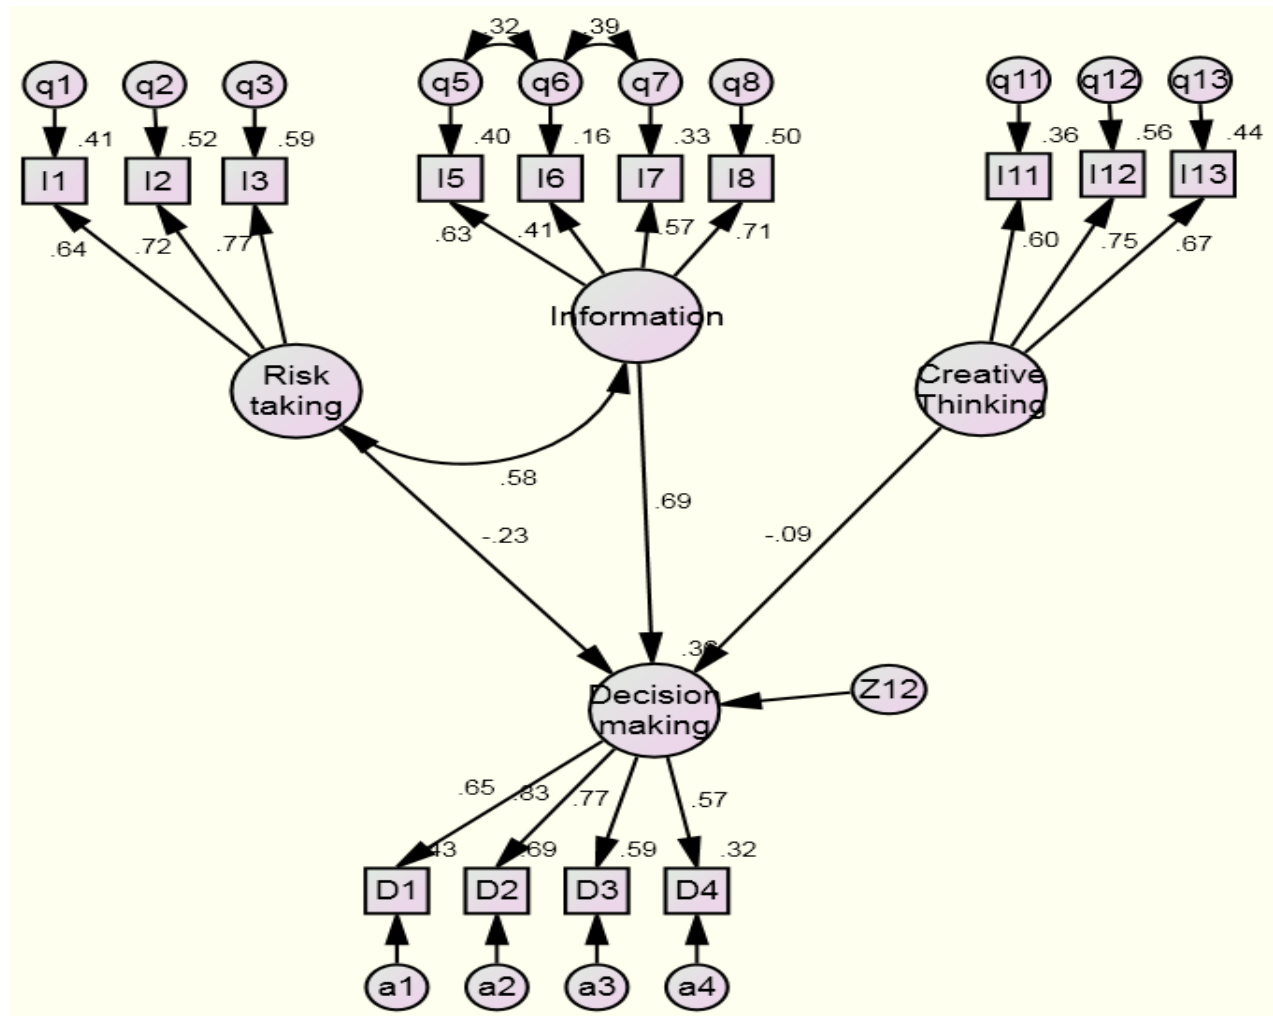 .32 .39
q1 q2 q3 q5 q6 q7 q8 q11 q12 q13
.41 .52 .59 .40 .16 .33 .50 .36 .56 .44
I1 I2 I3 I5 I6 I7 I8 I11 I12 I13
.64 .72 .77 .63 .41 .57 .71 .60 .75 .67
Information
Risk
taking
Creative
Thinking
.58
.69
-.23
-.09
Decision
making
Z12
.65 .83 .77 .57
.43 .69 .59 .32
D1 D2 D3 D4
a1 a2 a3 a4